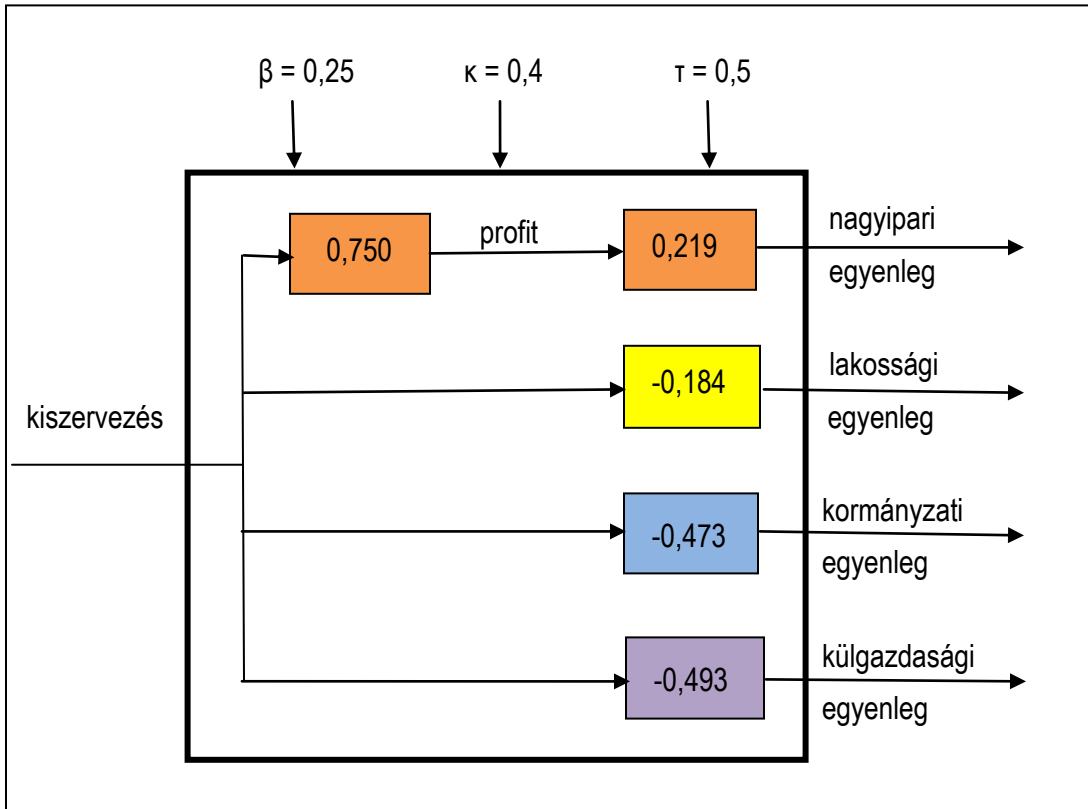 β = 0,25
κ = 0,4
τ = 0,5
0,750
profit
0,219
nagyipari
egyenleg
-0,184
lakossági
egyenleg
kiszervezés
-0,473
kormányzati
egyenleg
-0,493
külgazdasági
egyenleg